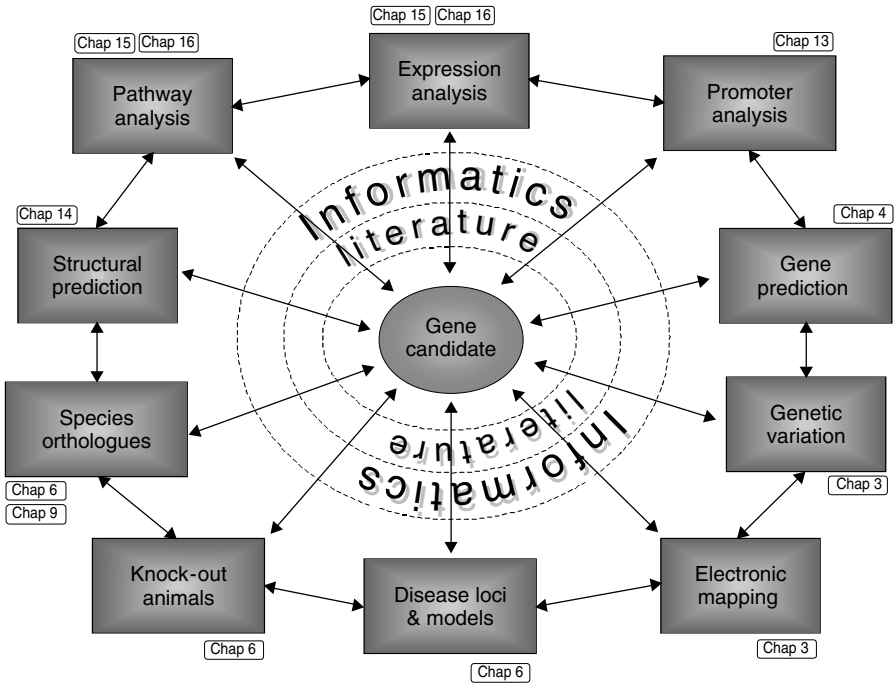 Chap 15 Chap 16
Expression
analysis
Chap 15 Chap 16
Pathway
analysis
Chap 13
Promoter
analysis
Informatics
literature
Chap 14
Structural
prediction
Chap 4
Gene
prediction
Gene
candidate
Species
orthologues
Chap 6
Chap 9
Genetic
variation
Chap 3
literature
Informatics
Knock-out
animals
Chap 6
Disease loci
& models
Chap 6
Electronic
mapping
Chap 3